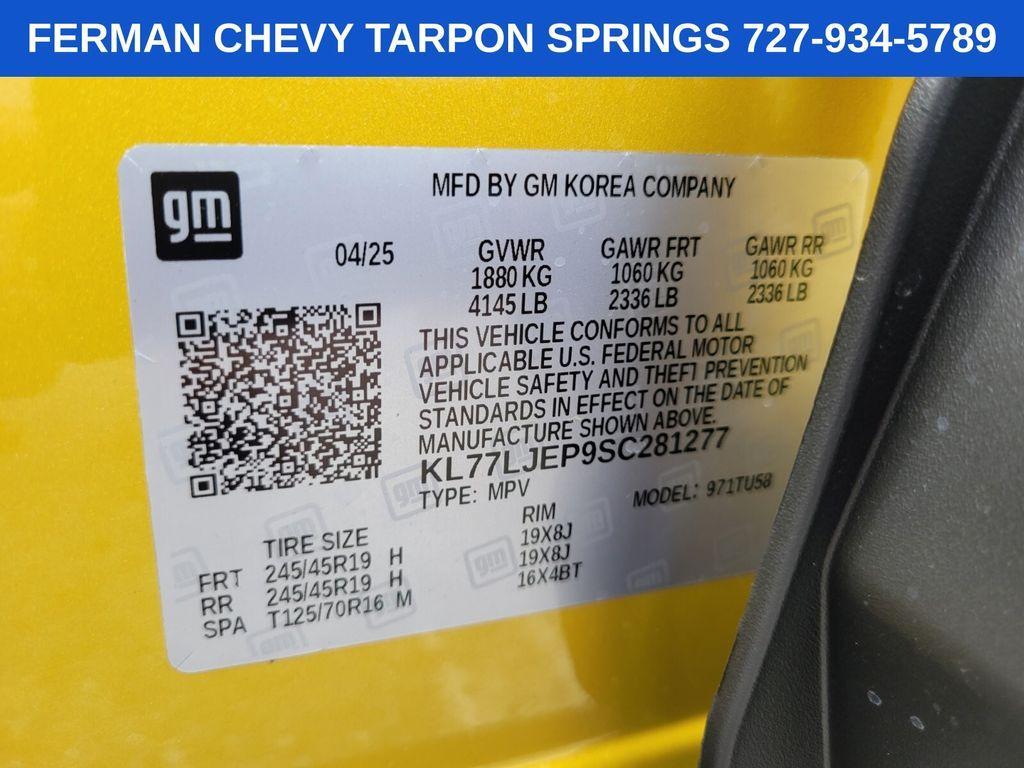 FERMAN CHEVY TARPON SPRINGS 727-934-5789
gm
MFD BY GM KOREA COMPANY
04/25
GVWR GAWR FRT GAWR RR
1880 KG 1060 KG 1060 KG
4145 LB 2336 LB 2336 LB
THIS VEHICLE CONFORMS TO ALL
APPLICABLE U.S. FEDERAL MOTOR
VEHICLE SAFETY AND THEFT PREVENTION
STANDARDS IN EFFECT ON THE DATE OF
MANUFACTURE SHOWN ABOVE.
KL77LJEP9SC281277
TYPE: MPV MODEL: 971TU58
TIRE SIZE RIM
FRT 245/45R19 H 19X8J
RR 245/45R19 H 19X8J
SPA T125/70R16 M 16X4BT